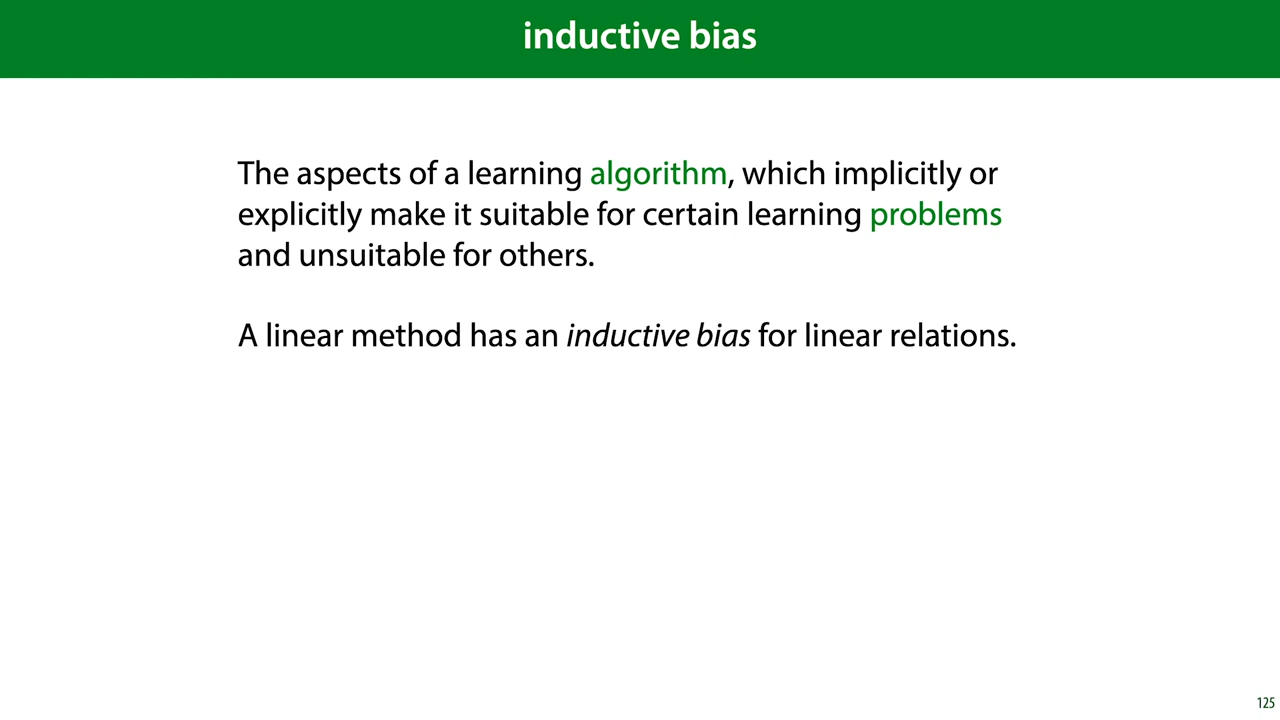 inductive bias
The aspects of a learning algorithm, which implicitly or
explicitly make it suitable for certain learning problems
and unsuitable for others.
A linear method has an inductive bias for linear relations.
125